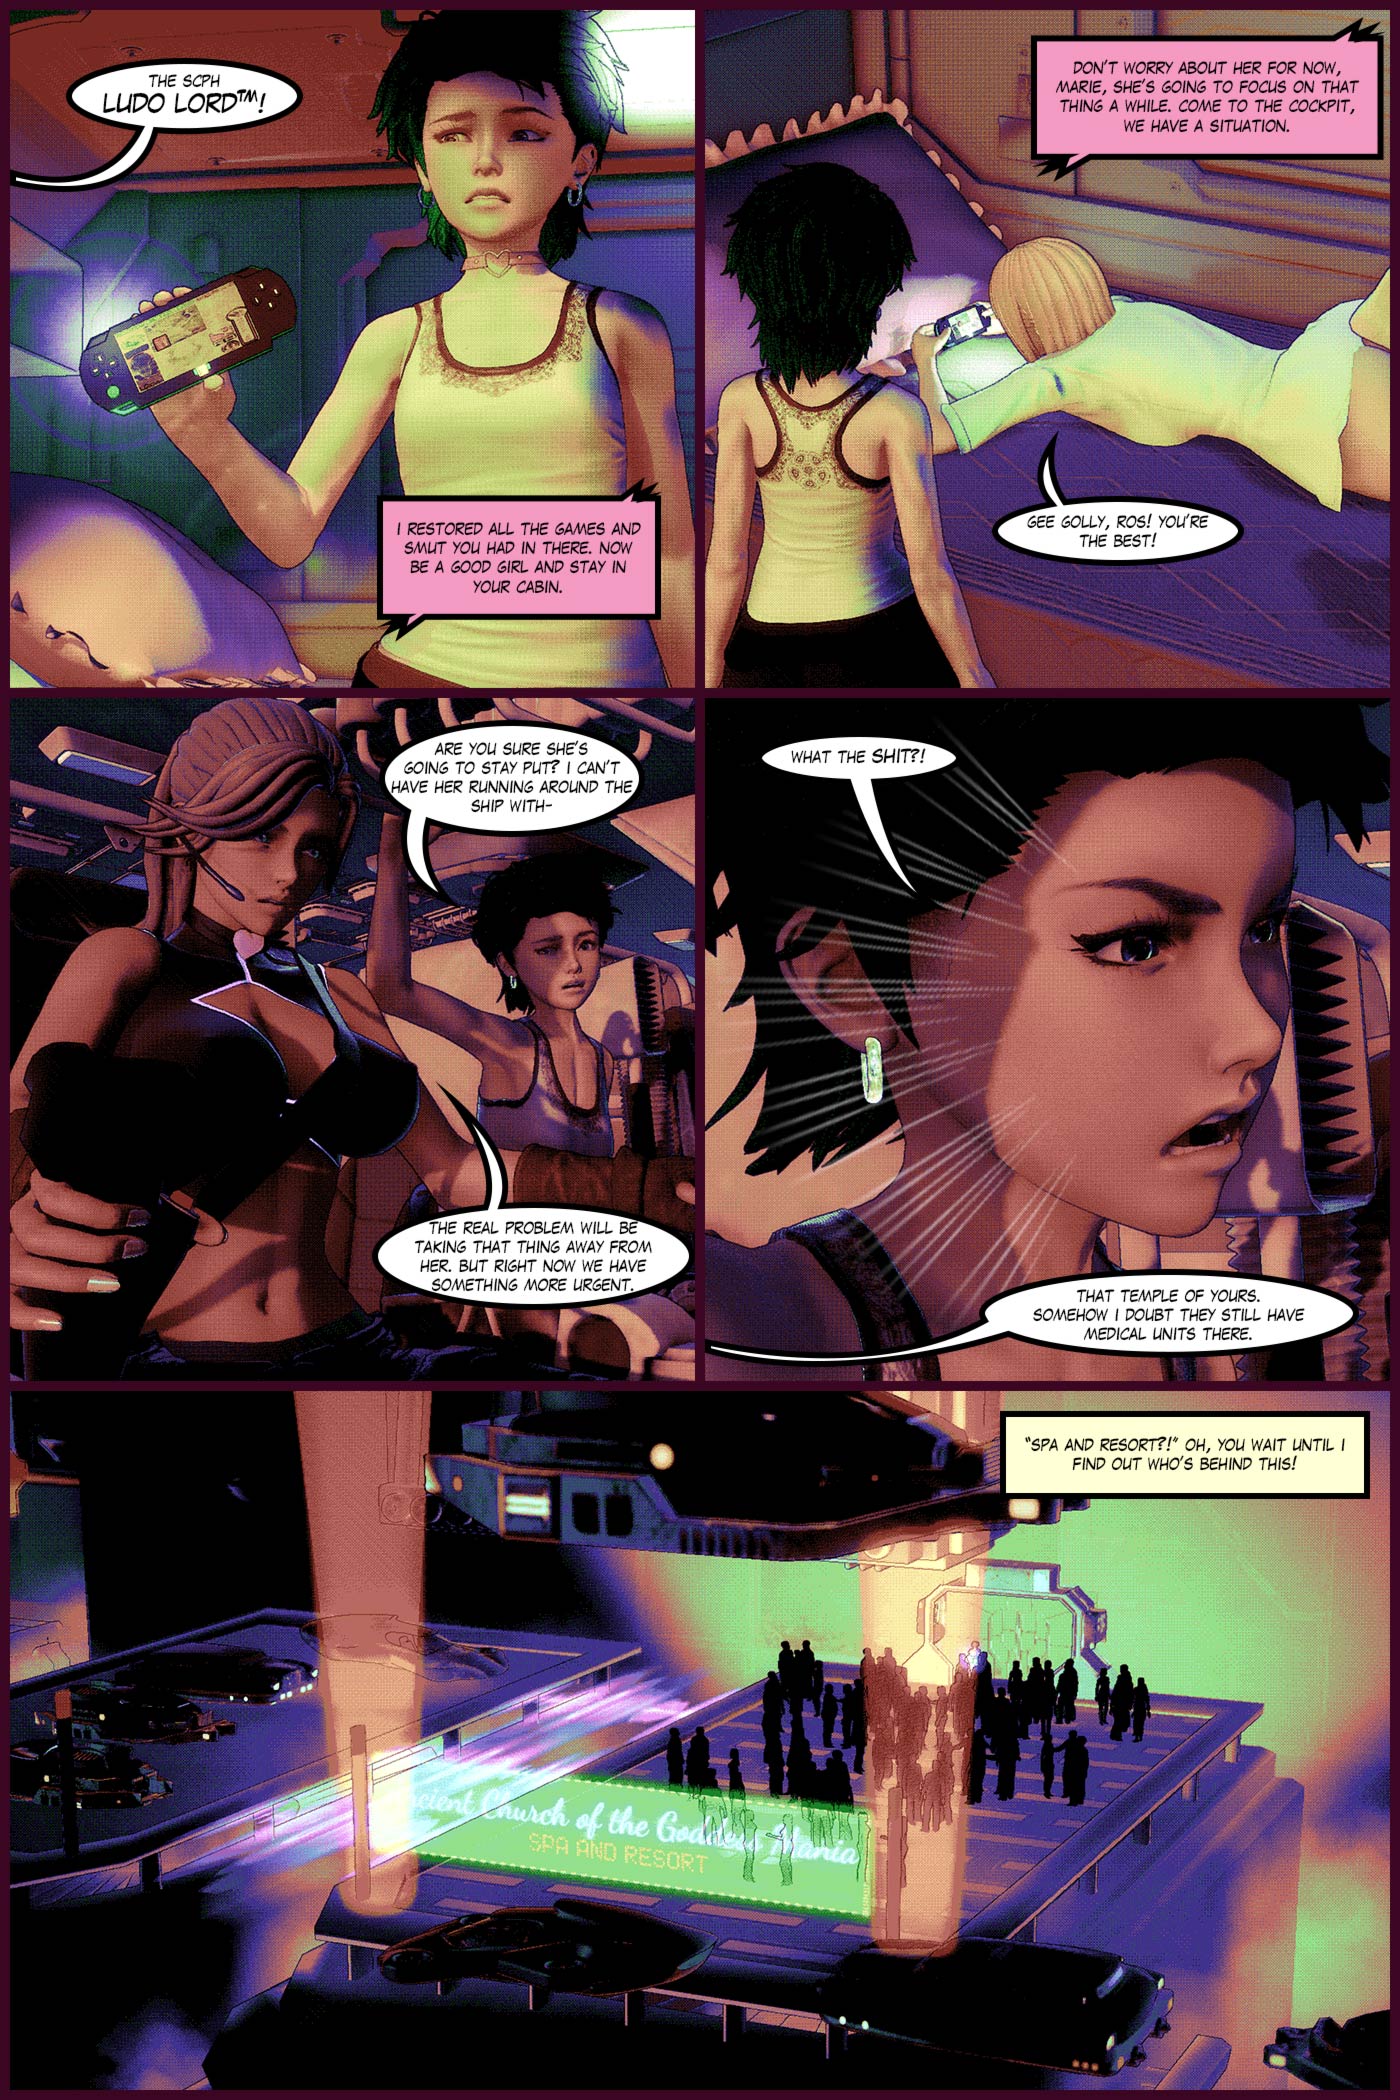 THE SCPH
LUDO LORD™!
I RESTORED ALL THE GAMES AND
SMUT YOU HAD IN THERE. NOW
BE A GOOD GIRL AND STAY IN
YOUR CABIN.
DON'T WORRY ABOUT HER FOR NOW,
MARIE, SHE'S GOING TO FOCUS ON THAT
THING A WHILE. COME TO THE COCKPIT,
WE HAVE A SITUATION.
GEE GOLLY, ROS! YOU'RE
THE BEST!
ARE YOU SURE SHE'S
GOING TO STAY PUT? I CAN'T
HAVE HER RUNNING AROUND THE
SHIP WITH-
THE REAL PROBLEM WILL BE
TAKING THAT THING AWAY FROM
HER. BUT RIGHT NOW WE HAVE
SOMETHING MORE URGENT.
WHAT THE SHIT?!
THAT TEMPLE OF YOURS.
SOMEHOW I DOUBT THEY STILL HAVE
MEDICAL UNITS THERE.
"SPA AND RESORT?!" OH, YOU WAIT UNTIL I
FIND OUT WHO'S BEHIND THIS!
Ancient Church of the Goddess Mania
SPA AND RESORT